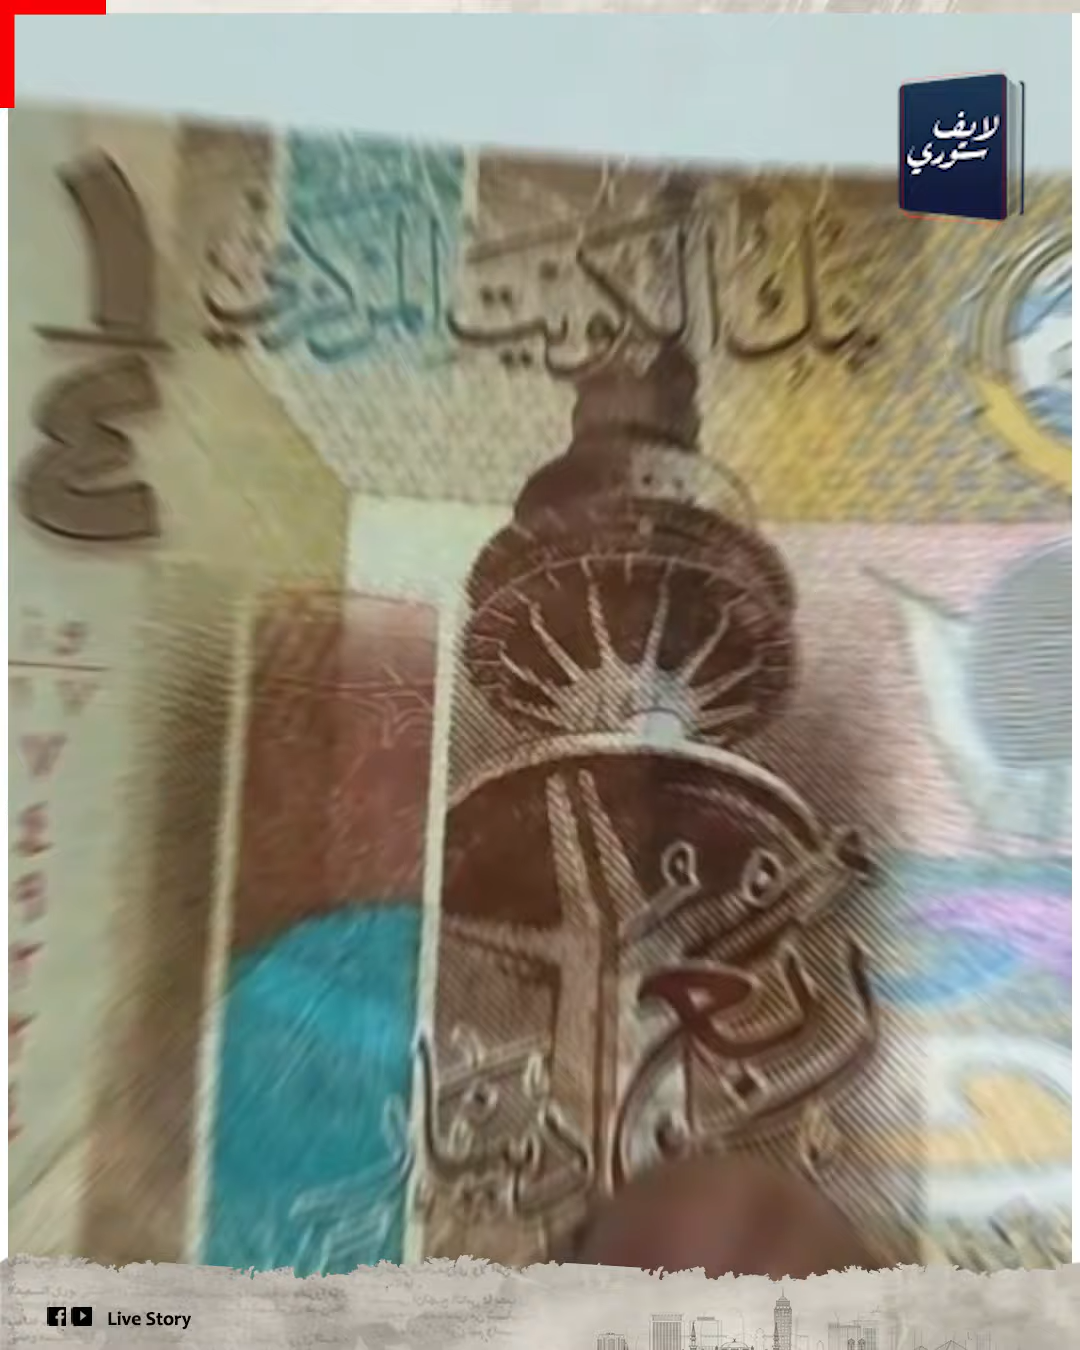 لايف
ستوري
بنك الكويت المركزي
١
٤
ربع
دينار
Live Story